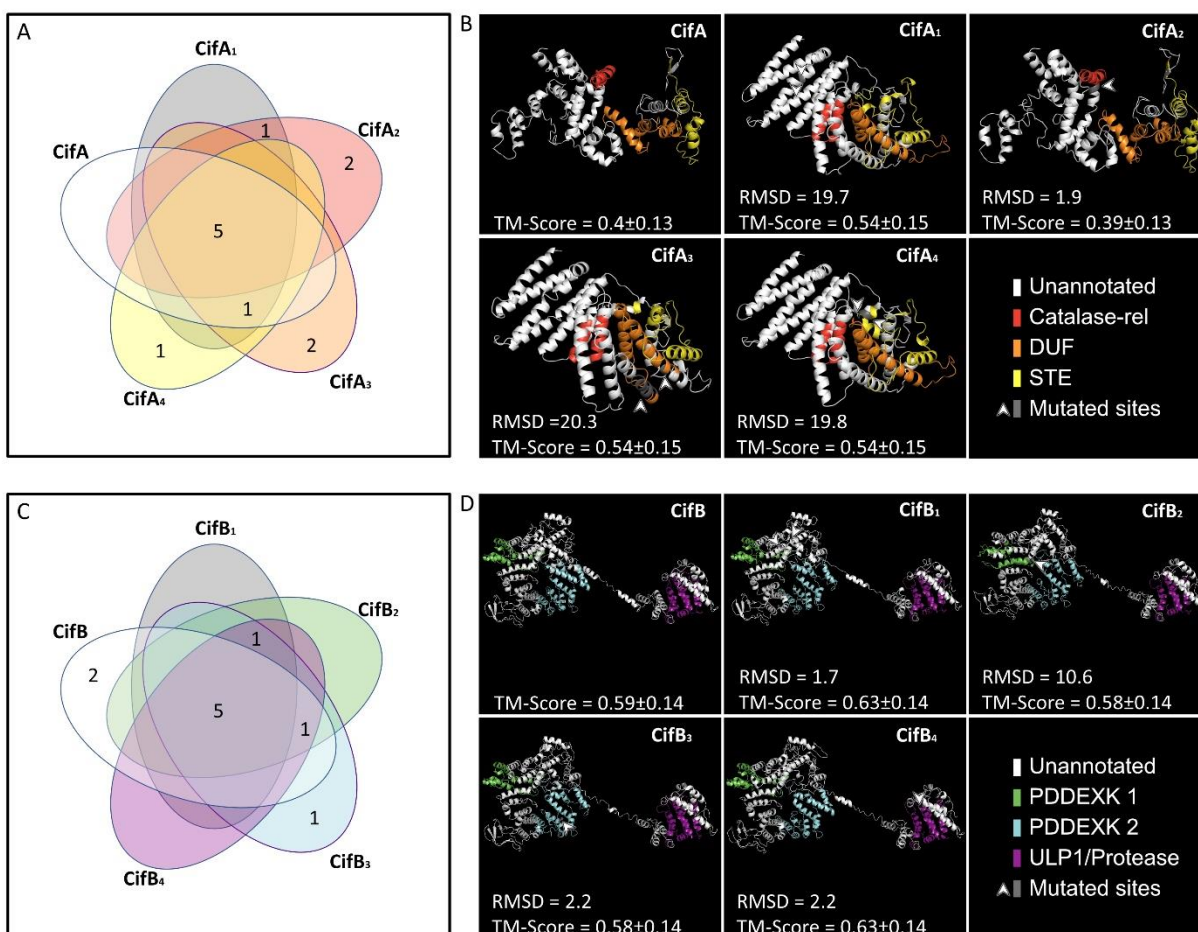 A
CifA₁
CifA₂
CifA
CifA₃
CifA₄
1
2
5
1
1
2
B
CifA
TM-Score = 0.4±0.13
CifA₁
RMSD = 19.7
TM-Score = 0.54±0.15
CifA₂
RMSD = 1.9
TM-Score = 0.39±0.13
CifA₃
RMSD =20.3
TM-Score = 0.54±0.15
CifA₄
RMSD = 19.8
TM-Score = 0.54±0.15
Unannotated
Catalase-rel
DUF
STE
Mutated sites
C
CifB₁
CifB₂
CifB
CifB₃
CifB₄
1
2
5
1
1
D
CifB
TM-Score = 0.59±0.14
CifB₁
RMSD = 1.7
TM-Score = 0.63±0.14
CifB₂
RMSD = 10.6
TM-Score = 0.58±0.14
CifB₃
RMSD = 2.2
TM-Score = 0.58±0.14
CifB₄
RMSD = 2.2
TM-Score = 0.63±0.14
Unannotated
PDDEXK 1
PDDEXK 2
ULP1/Protease
Mutated sites